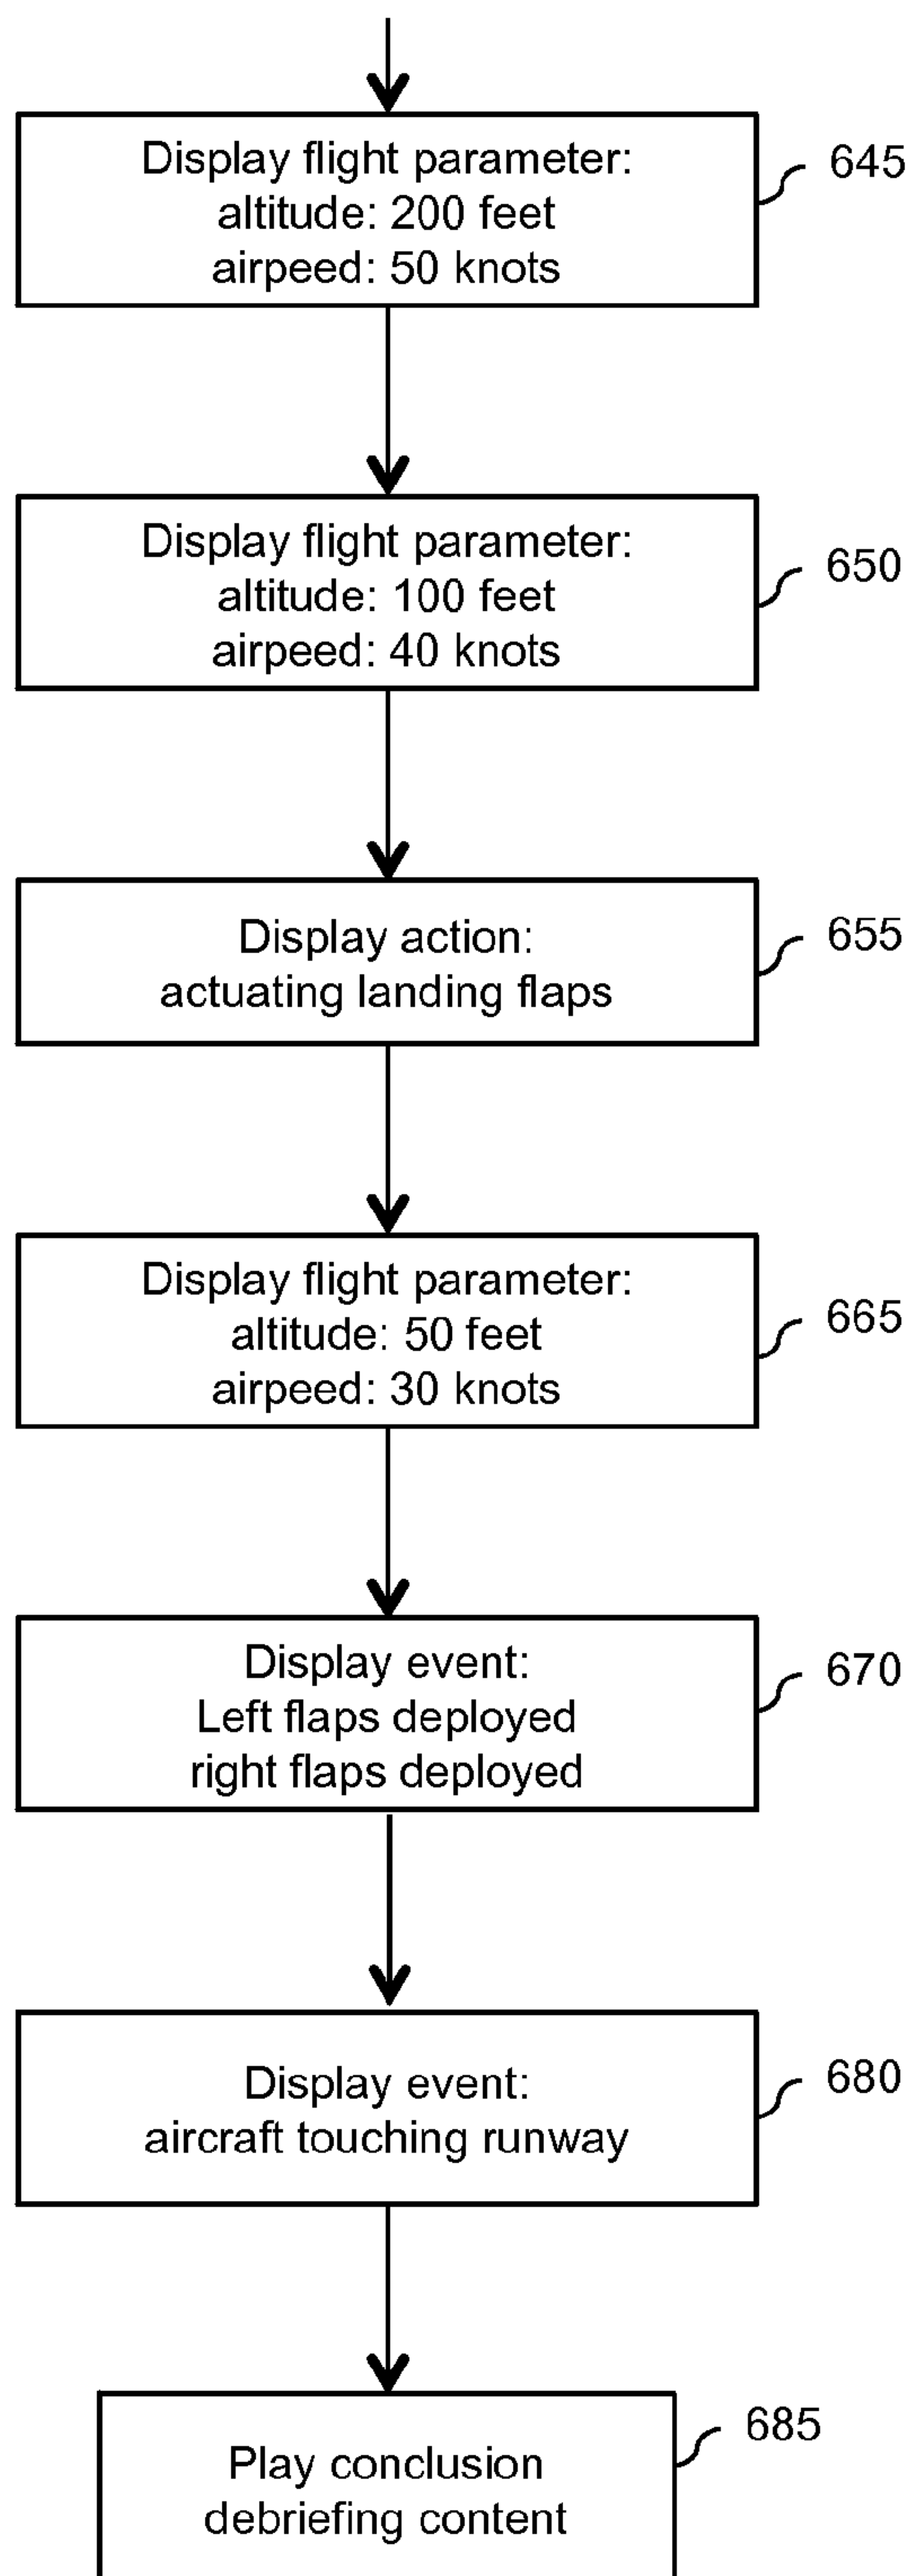 Display flight parameter:
altitude: 200 feet
airpeed: 50 knots
645
Display flight parameter:
altitude: 100 feet
airpeed: 40 knots
650
Display action:
actuating landing flaps
655
Display flight parameter:
altitude: 50 feet
airpeed: 30 knots
665
Display event:
Left flaps deployed
right flaps deployed
670
Display event:
aircraft touching runway
680
Play conclusion
debriefing content
685